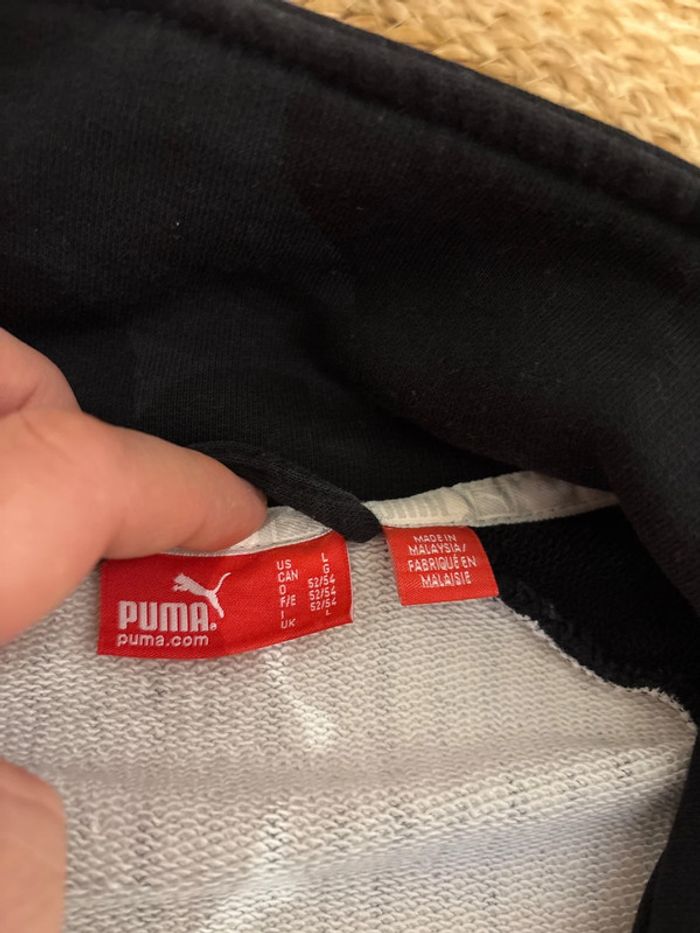 PUMA®
puma.com
US L
CAN G
D 52/54
F/E 52/54
I 52/54
UK L
MADE IN
MALAYSIA/
FABRIQUÉ EN
MALAISIE